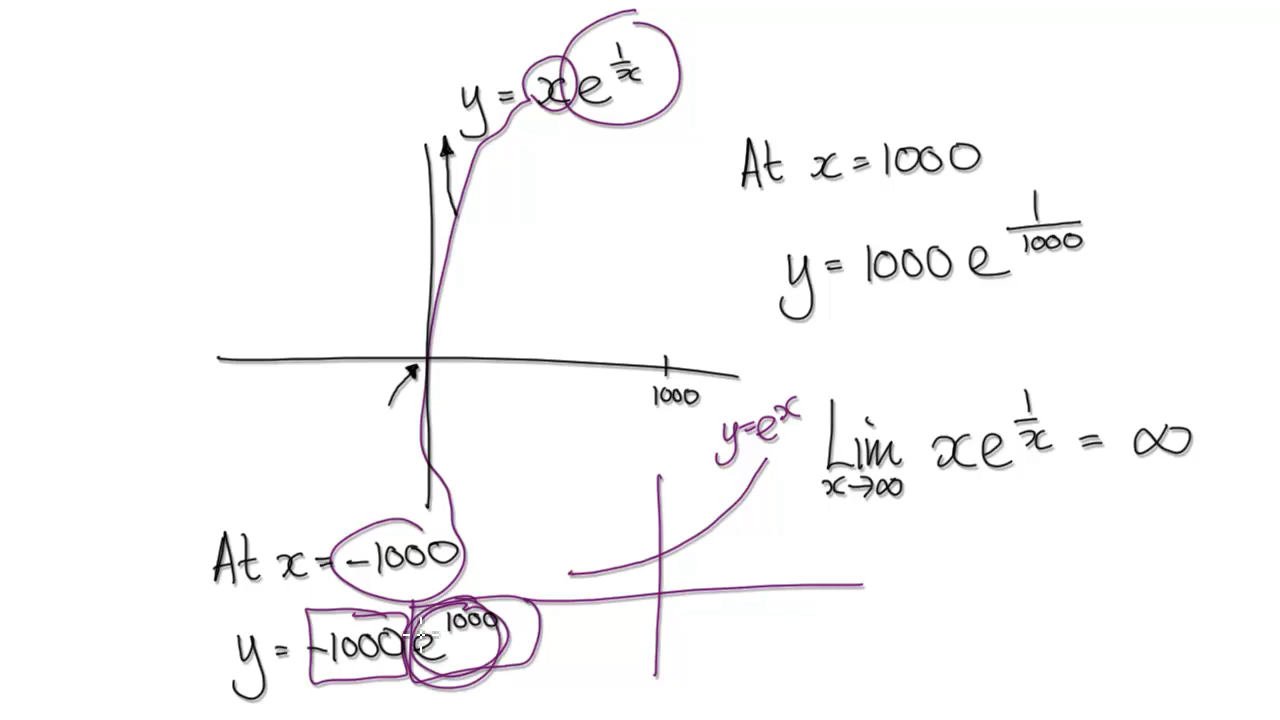 y = xe^(1/x)
At x = 1000
y = 1000 e^(1/1000)
1000
y=e^x
Lim x→∞ xe^(1/x) = ∞
At x = -1000
y = -1000 e^1000